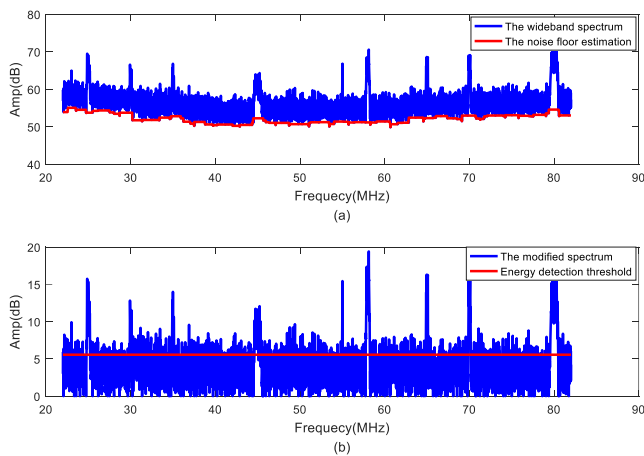 80
The wideband spectrum
The noise floor estimation
70
60
50
40
Amp(dB)
20 30 40 50 60 70 80 90
Frequecy(MHz)
(a)
20
The modified spectrum
Energy detection threshold
15
10
5
0
Amp(dB)
20 30 40 50 60 70 80 90
Frequecy(MHz)
(b)